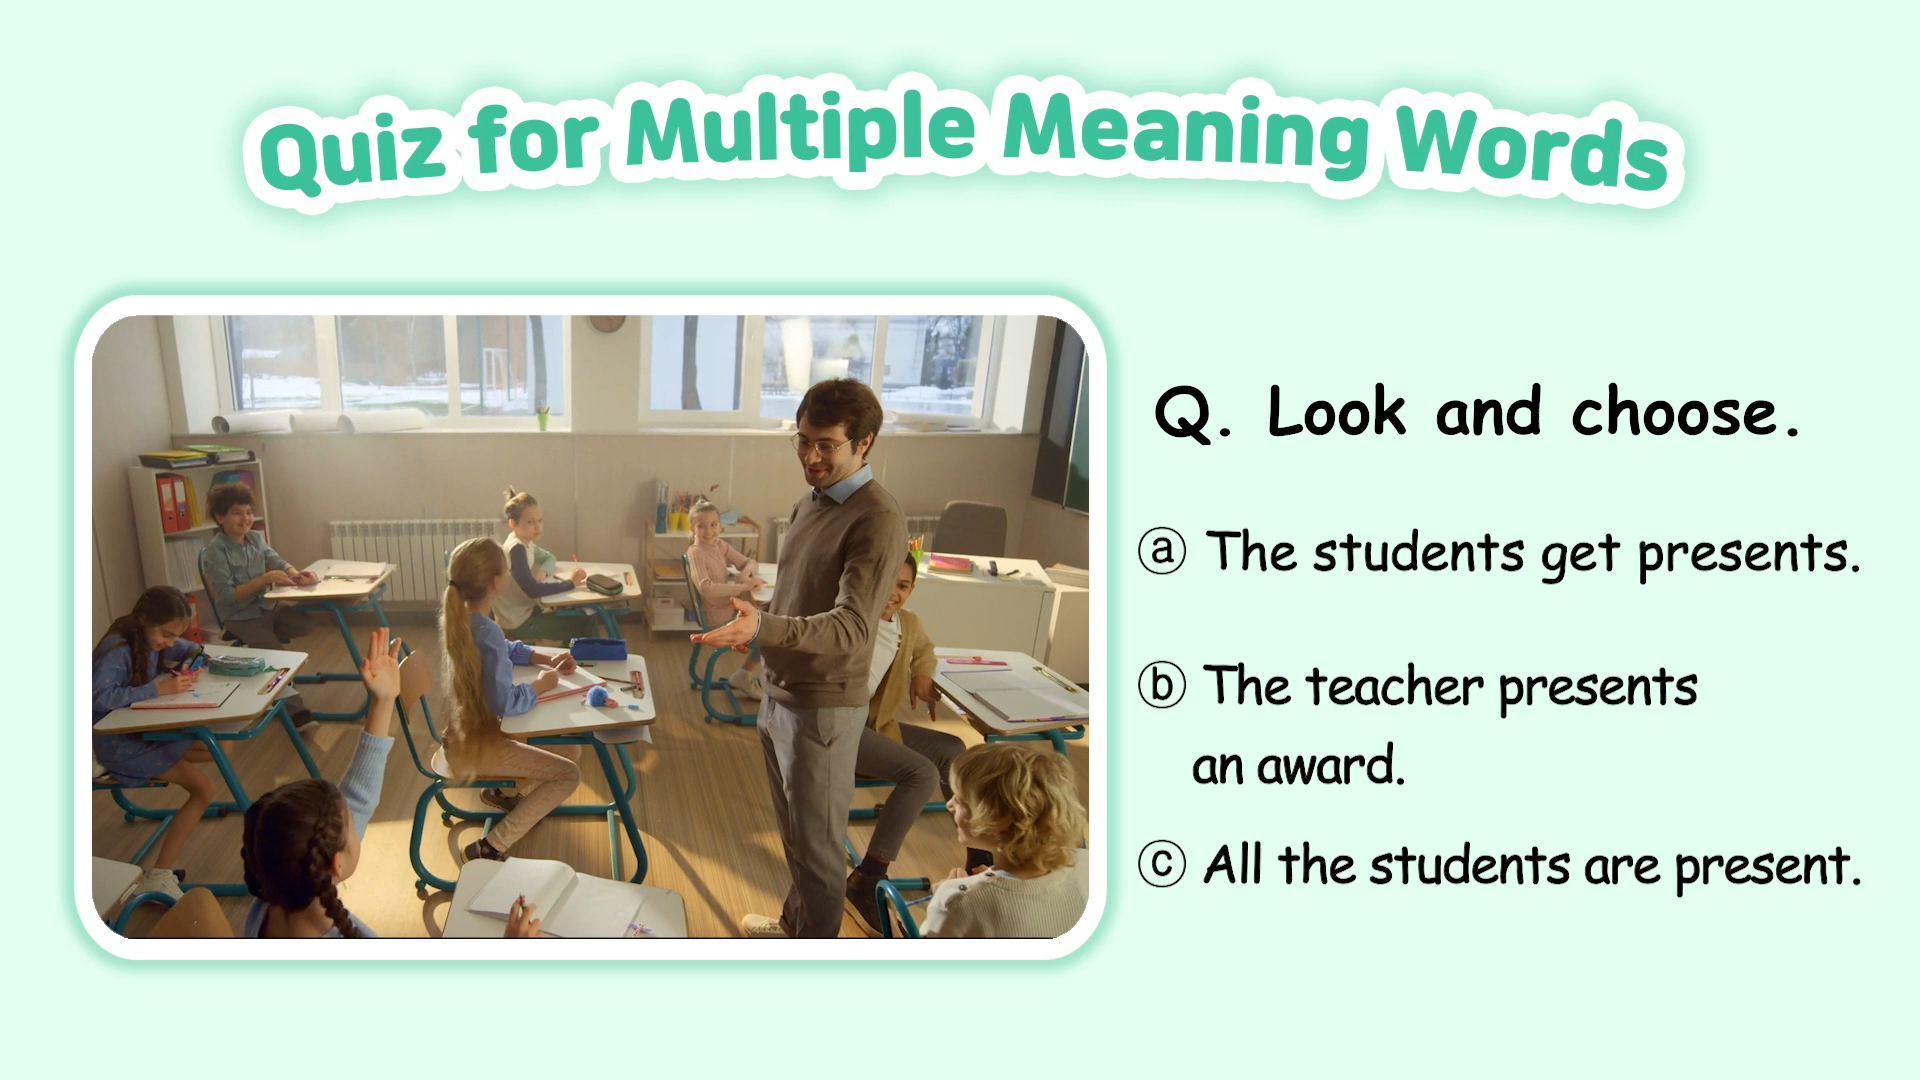 Quiz for Multiple Meaning Words
Q. Look and choose.
ⓐ The students get presents.
ⓑ The teacher presents
an award.
ⓒ All the students are present.